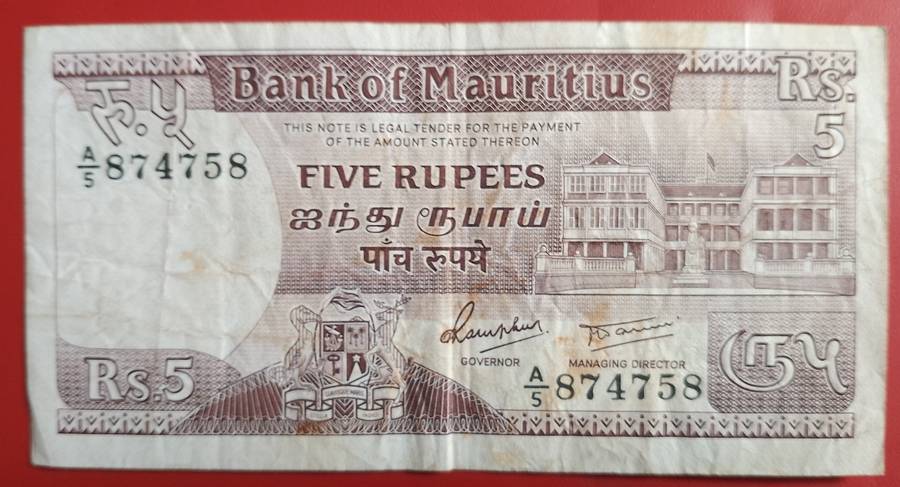 Bank of Mauritius
Rs.
5
रु. ५
THIS NOTE IS LEGAL TENDER FOR THE PAYMENT
OF THE AMOUNT STATED THEREON
A/5 874758
FIVE RUPEES
ஐந்து ரூபாய்
पाँच रुपये
GOVERNOR
MANAGING DIRECTOR
Rs.5
A/5 874758
ரூ ௫